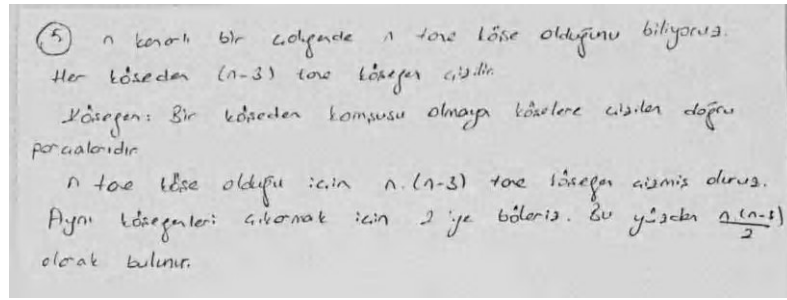 5 n kenarlı bir çokgende n tane köşe olduğunu biliyoruz.
Her köşeden (n-3) tane köşegen çizilir.
Köşegen: Bir köşeden komşusu olmayan köşelere çizilen doğru
parçalarıdır
n tane köşe olduğu için n.(n-3) tane köşegen çizmiş oluruz.
Aynı köşegenleri çıkarmak için 2'ye böleriz. Bu yüzden n.(n-3)/2
olarak bulunur.